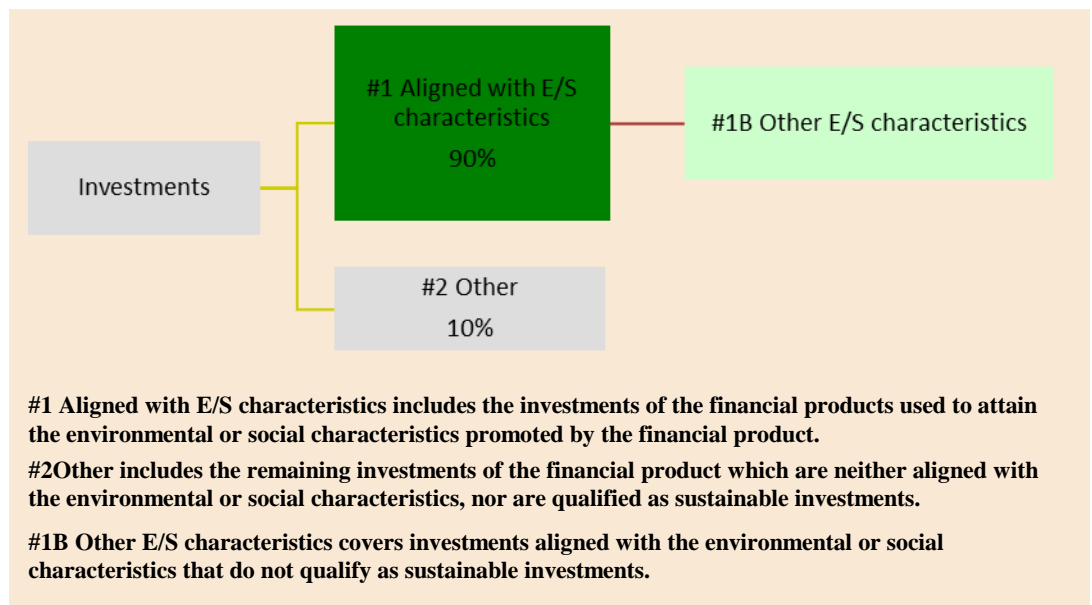 #1 Aligned with E/S
characteristics
90%
#1B Other E/S characteristics
Investments
#2 Other
10%
#1 Aligned with E/S characteristics includes the investments of the financial products used to attain
the environmental or social characteristics promoted by the financial product.
#2Other includes the remaining investments of the financial product which are neither aligned with
the environmental or social characteristics, nor are qualified as sustainable investments.
#1B Other E/S characteristics covers investments aligned with the environmental or social
characteristics that do not qualify as sustainable investments.